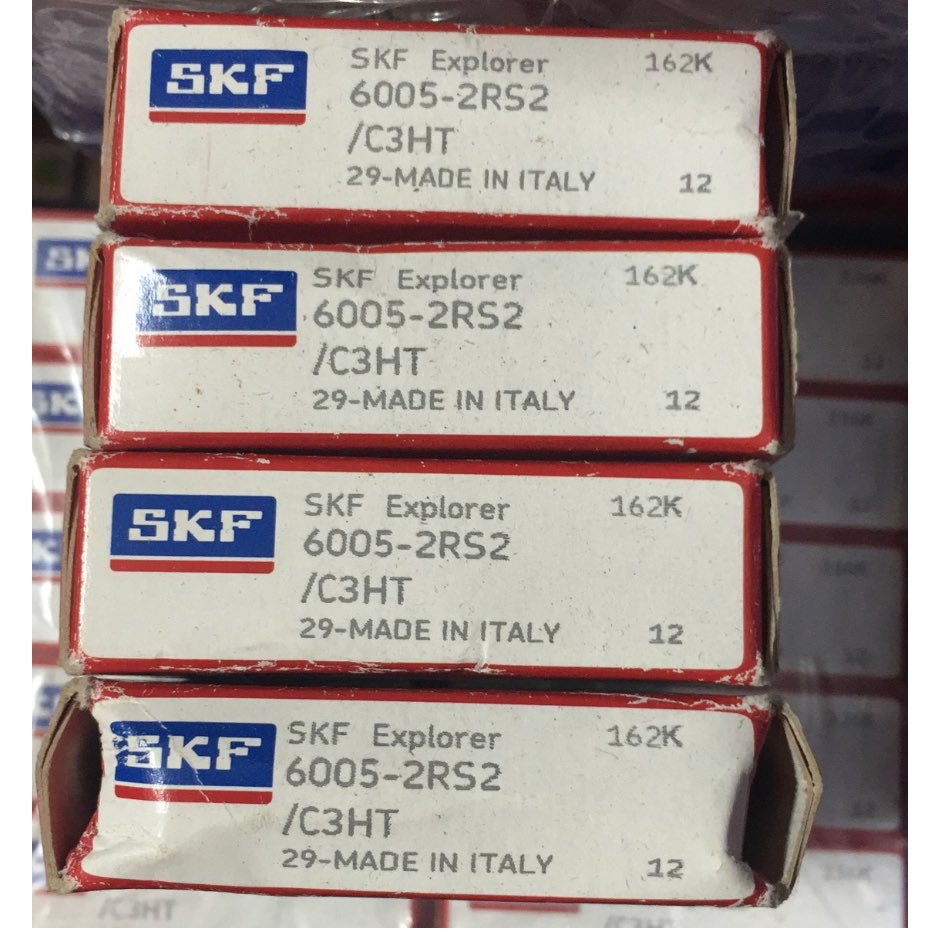 SKF SKF Explorer 162K
6005-2RS2
/C3HT
29-MADE IN ITALY 12
SKF SKF Explorer 162K
6005-2RS2
/C3HT
29-MADE IN ITALY 12
SKF SKF Explorer 162K
6005-2RS2
/C3HT
29-MADE IN ITALY 12
SKF SKF Explorer 162K
6005-2RS2
/C3HT
29-MADE IN ITALY 12
/C3HT